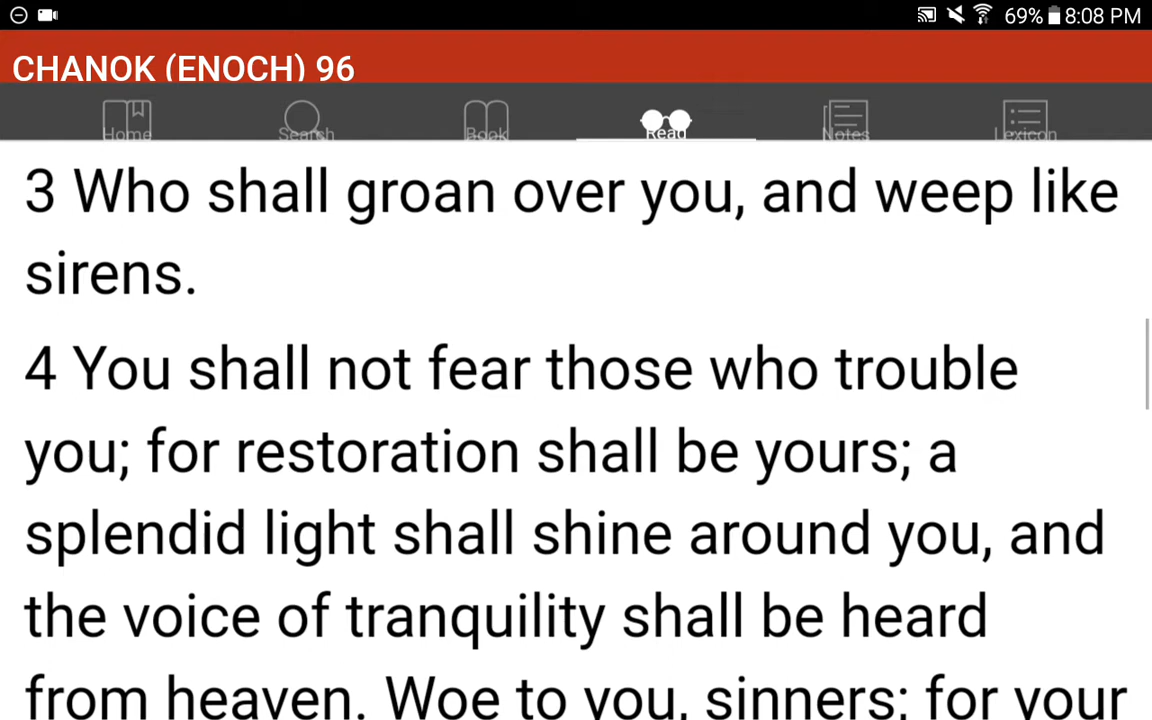 69% 8:08 PM
CHANOK (ENOCH) 96
Home Search Book Read Notes Lexicon
3 Who shall groan over you, and weep like
sirens.
4 You shall not fear those who trouble
you; for restoration shall be yours; a
splendid light shall shine around you, and
the voice of tranquility shall be heard
from heaven. Woe to you, sinners; for your